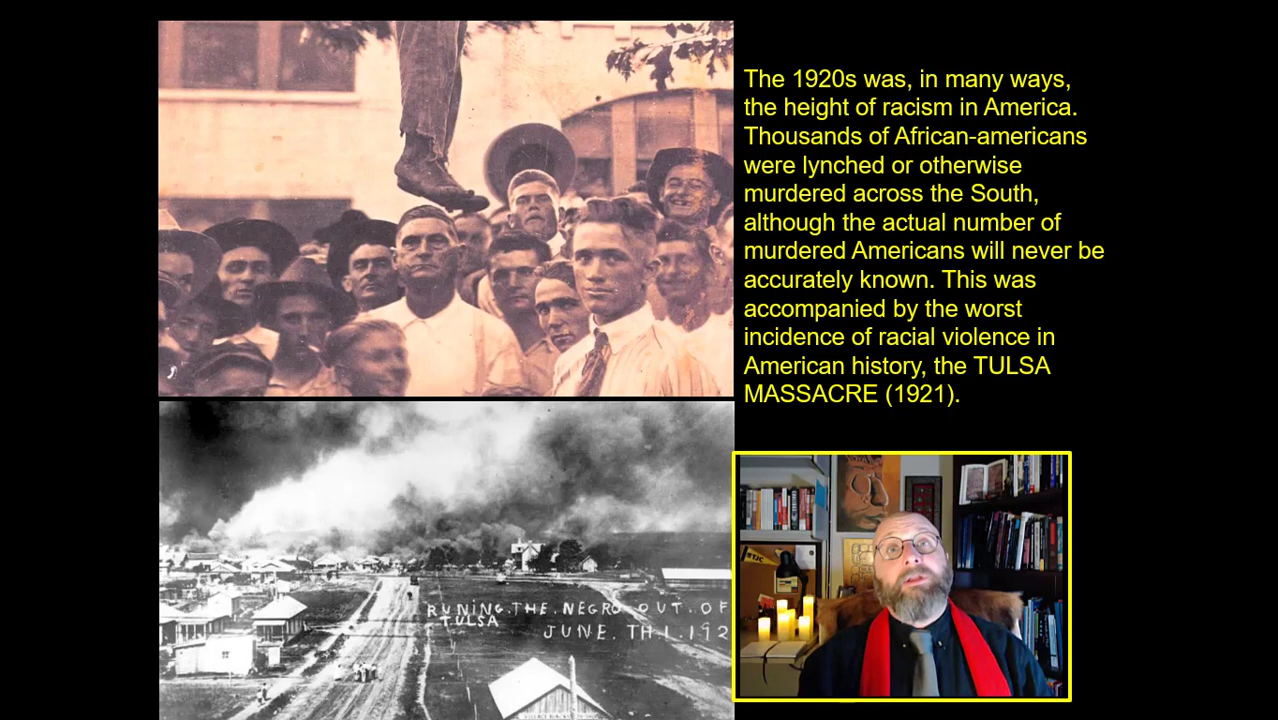 The 1920s was, in many ways,
the height of racism in America.
Thousands of African-americans
were lynched or otherwise
murdered across the South,
although the actual number of
murdered Americans will never be
accurately known. This was
accompanied by the worst
incidence of racial violence in
American history, the TULSA
MASSACRE (1921).
RUNING.THE.NEGRO.OUT.OF
TULSA
JUNE. TH.1.192